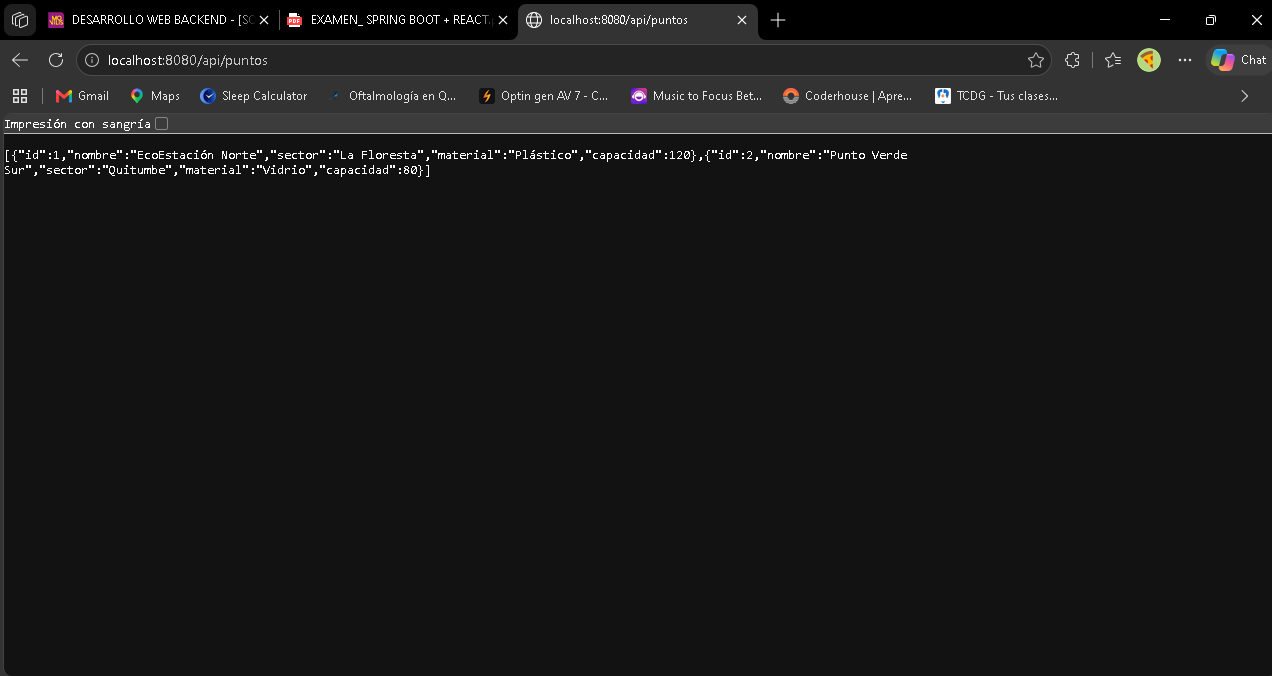 DESARROLLO WEB BACKEND - [SC
EXAMEN_ SPRING BOOT + REACT.
localhost:8080/api/puntos
localhost:8080/api/puntos
Chat
Gmail
Maps
Sleep Calculator
Oftalmología en Q...
Optin gen AV 7 - C...
Music to Focus Bet...
Coderhouse | Apre...
TCDG - Tus clases...
Impresión con sangría
[{"id":1,"nombre":"EcoEstación Norte","sector":"La Floresta","material":"Plástico","capacidad":120},{"id":2,"nombre":"Punto Verde
Sur","sector":"Quitumbe","material":"Vidrio","capacidad":80}]